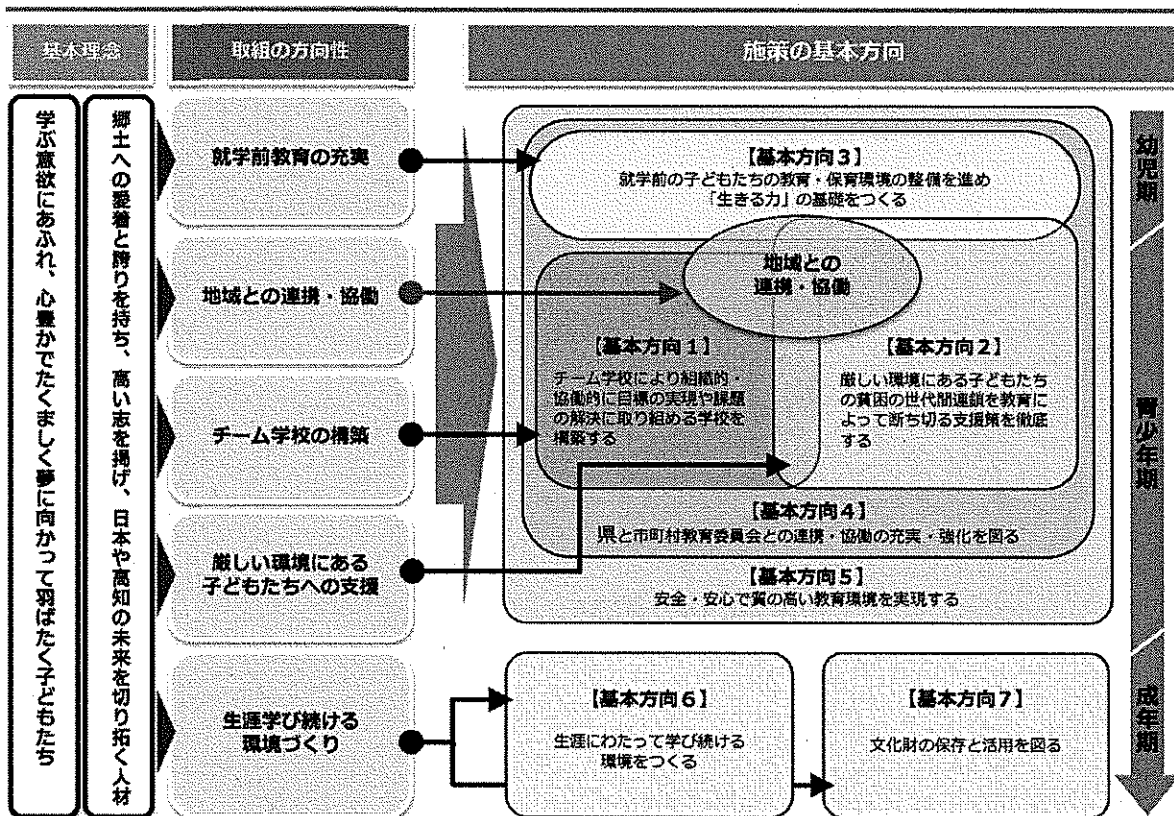 基本理念
取組の方向性
施策の基本方向
学ぶ意欲にあふれ、心豊かでたくましく夢に向かって羽ばたく子どもたち
郷土への愛着と誇りを持ち、高い志を掲げ、日本や高知の未来を切り拓く人材
就学前教育の充実
地域との連携・協働
チーム学校の構築
厳しい環境にある
子どもたちへの支援
生涯学び続ける
環境づくり
【基本方向３】
就学前の子どもたちの教育・保育環境の整備を進め
「生きる力」の基礎をつくる
地域との
連携・協働
【基本方向１】
チーム学校により組織的・
協働的に目標の実現や課題
の解決に取り組める学校を
構築する
【基本方向２】
厳しい環境にある子どもたち
の貧困の世代間連鎖を教育に
よって断ち切る支援策を徹底
する
【基本方向４】
県と市町村教育委員会との連携・協働の充実・強化を図る
【基本方向５】
安全・安心で質の高い教育環境を実現する
【基本方向６】
生涯にわたって学び続ける
環境をつくる
【基本方向７】
文化財の保存と活用を図る
幼児期
青少年期
成年期